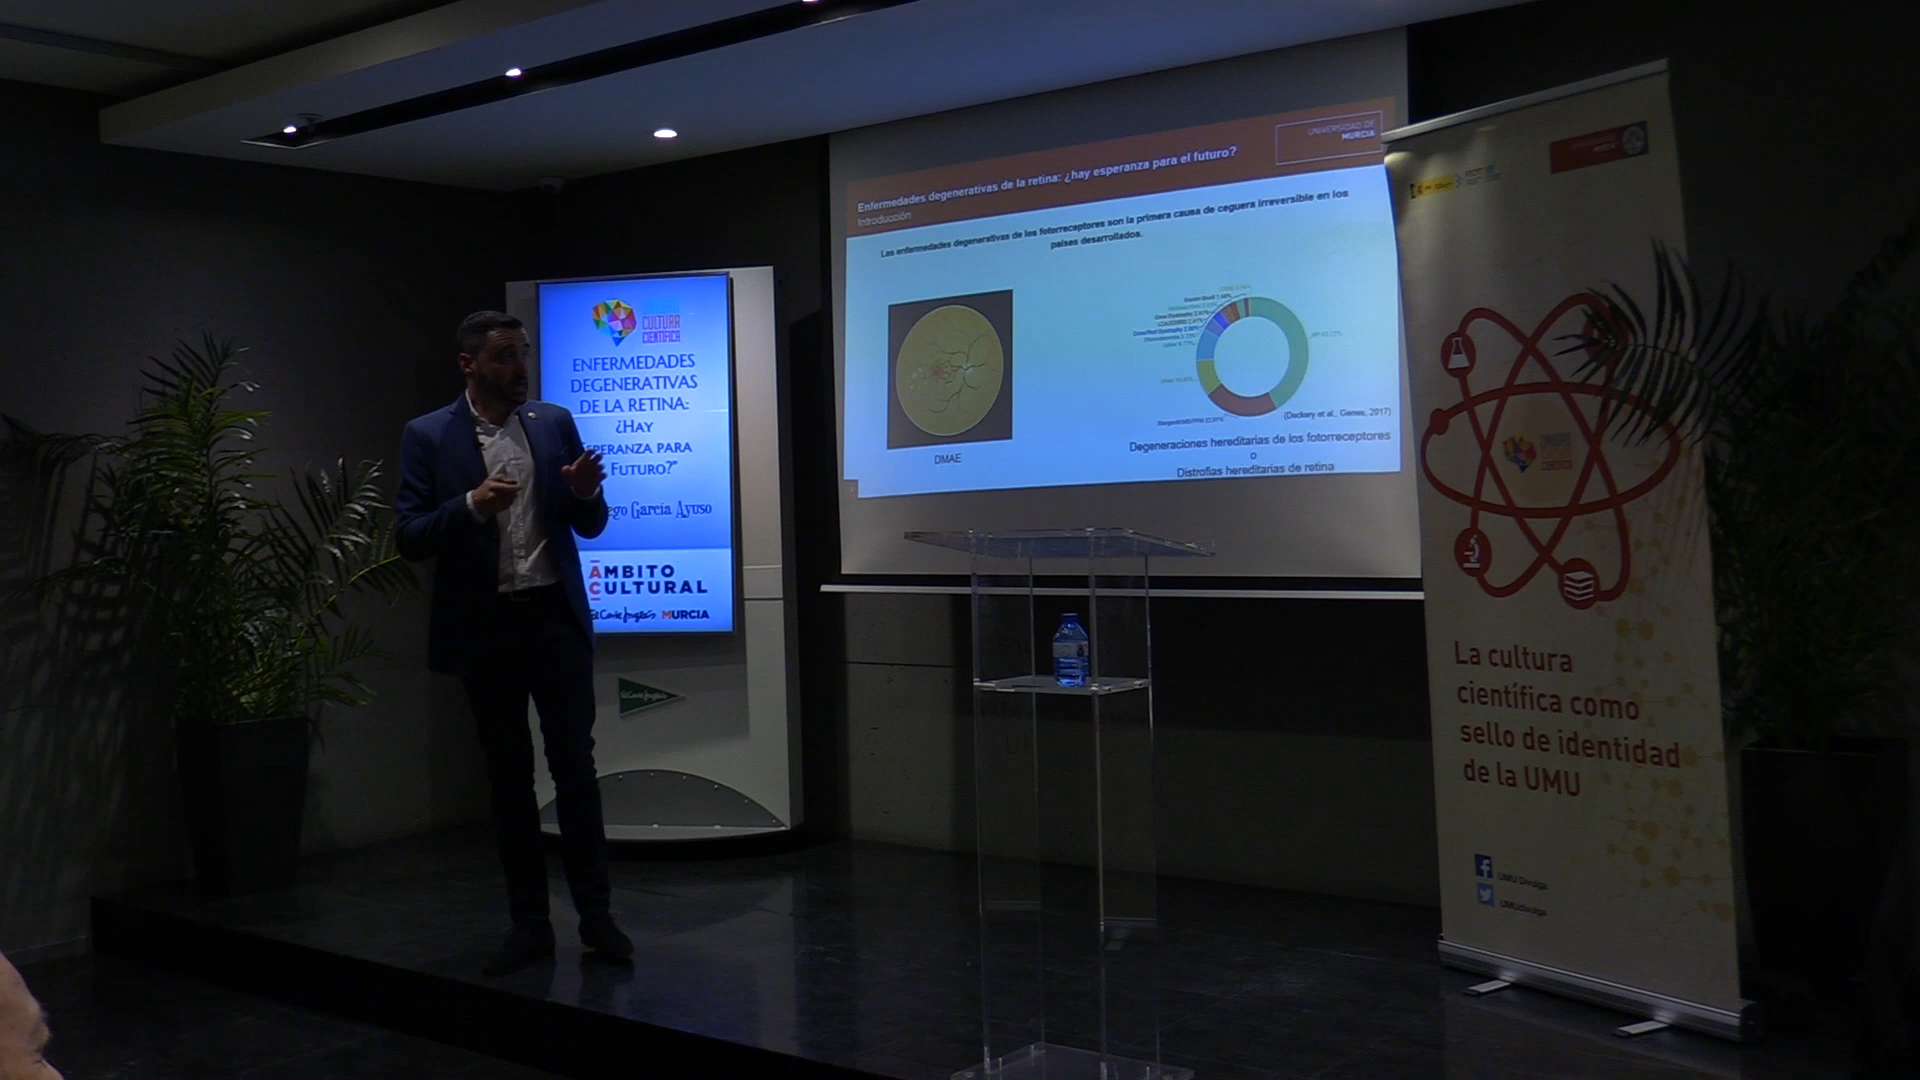 CULTURA
CIENTÍFICA
ENFERMEDADES
DEGENERATIVAS
DE LA RETINA:
¿HAY
ESPERANZA PARA
FUTURO?"
García Ayuso
ÁMBITO
CULTURAL
El Corte Inglés MURCIA
El Corte Inglés
UNIVERSIDAD DE
MURCIA
Enfermedades degenerativas de la retina: ¿hay esperanza para el futuro?
Introducción
Las enfermedades degenerativas de los fotorreceptores son la primera causa de ceguera irreversible en los
países desarrollados.
DMAE
(Dockery et al., Genes, 2017)
Degeneraciones hereditarias de los fotorreceptores
o
Distrofias hereditarias de retina
La cultura
científica como
sello de identidad
de la UMU
UMU Divulga
UMUdivulga